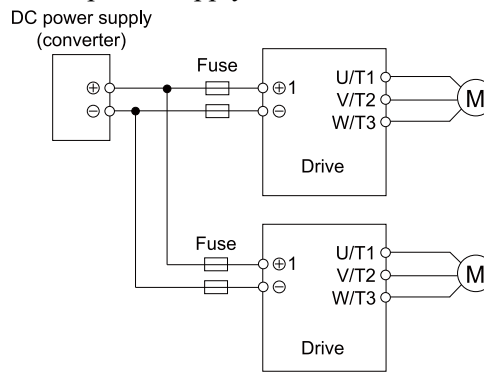 DC power supply
(converter)
⊕
⊖
Fuse
⊕1
⊖
U/T1
V/T2
W/T3
M
Drive
Fuse
⊕1
⊖
U/T1
V/T2
W/T3
M
Drive